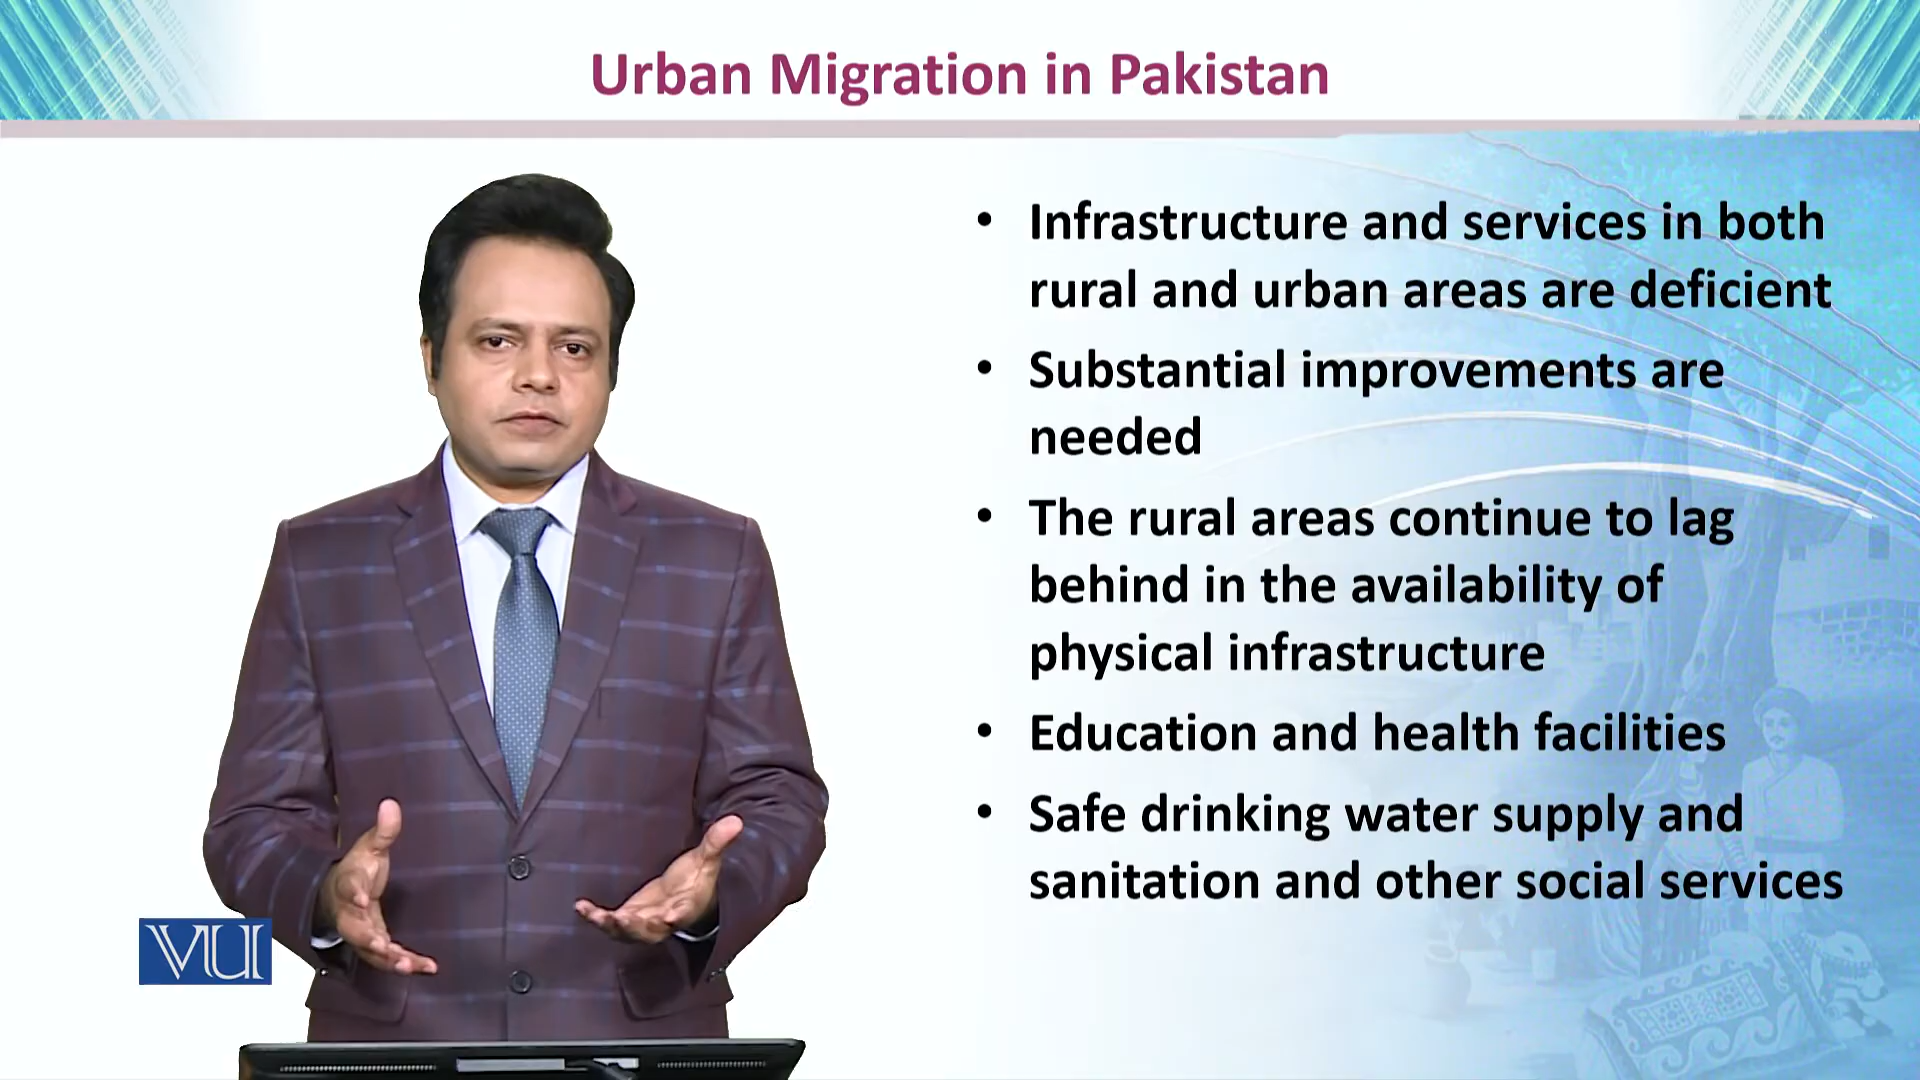 Urban Migration in Pakistan
• Infrastructure and services in both
rural and urban areas are deficient
• Substantial improvements are
needed
• The rural areas continue to lag
behind in the availability of
physical infrastructure
• Education and health facilities
• Safe drinking water supply and
sanitation and other social services
VU